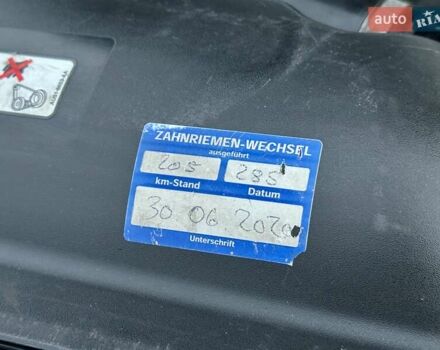 auto RIA
ZAHNRIEMEN-WECHSEL
ausgeführt
205 285
km-Stand Datum
30 06 2020
Unterschrift